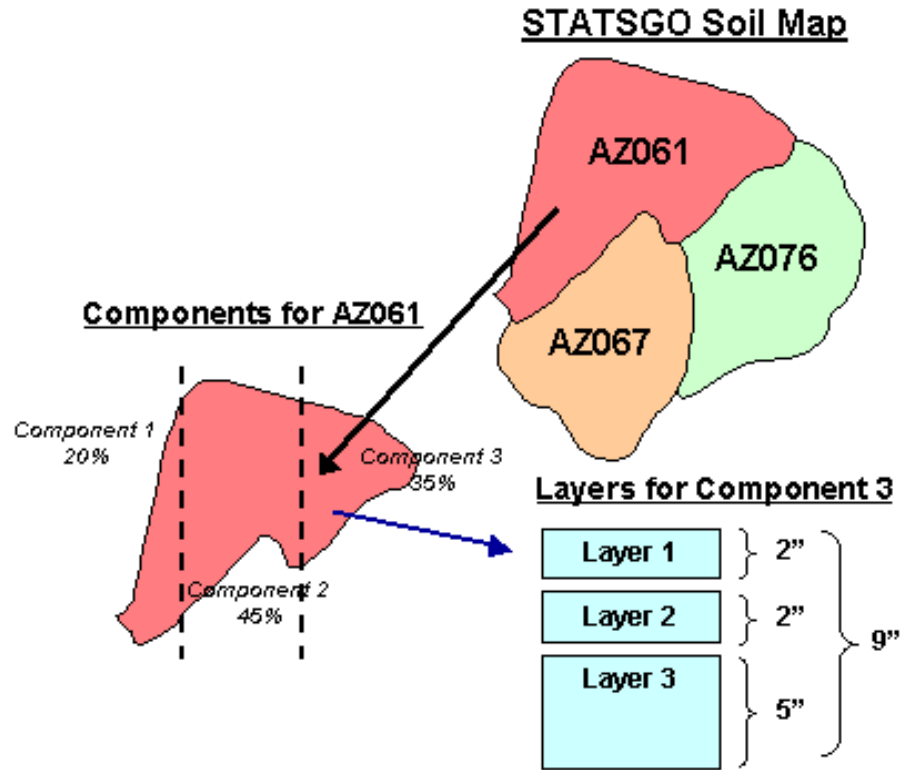 STATSGO Soil Map
AZ061
AZ076
AZ067
Components for AZ061
Component 1
20%
Component 3
35%
Component 2
45%
Layers for Component 3
Layer 1
2”
Layer 2
2”
9”
Layer 3
5”